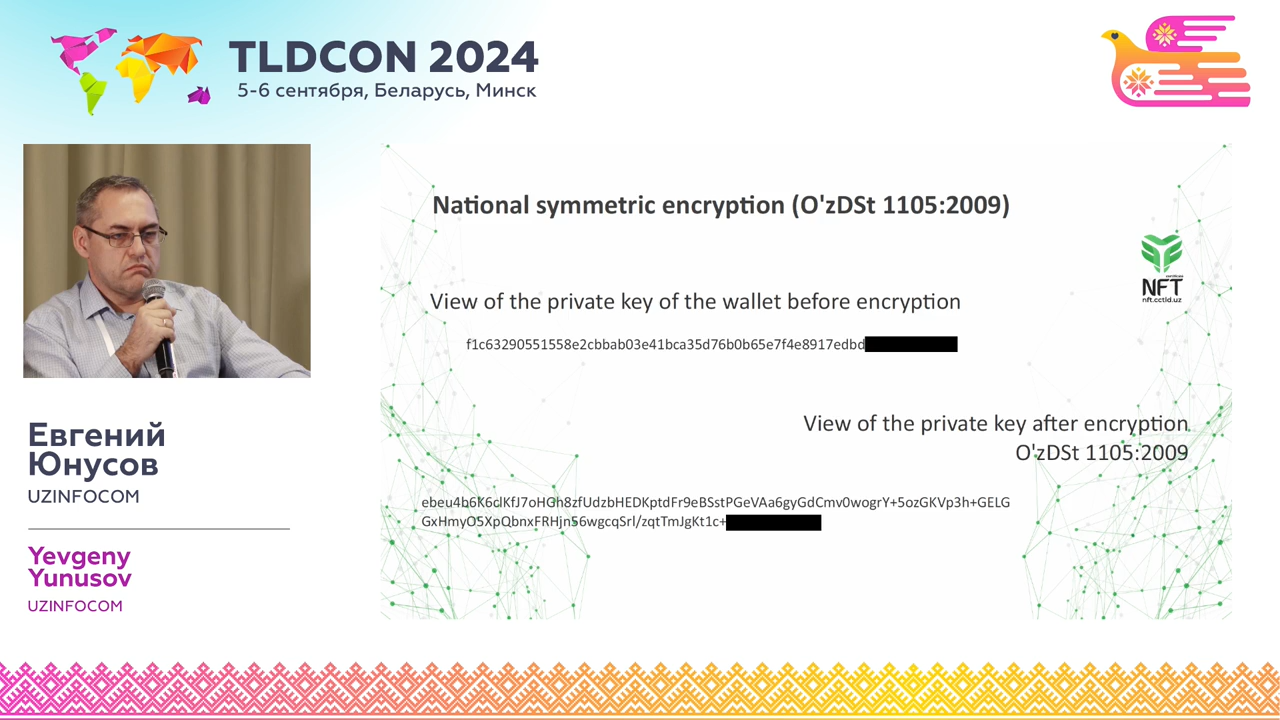 TLDCON 2024
5-6 сентября, Беларусь, Минск
National symmetric encryption (O'zDSt 1105:2009)
certificate
NFT
nft.cctld.uz
View of the private key of the wallet before encryption
f1c63290551558e2cbbab03e41bca35d76b0b65e7f4e8917edbd
View of the private key after encryption
O'zDSt 1105:2009
ebeu4b6K6clKfJ7oHGh8zfUdzbHEDKptdFr9eBSstPGeVAa6gyGdCmv0wogrY+5ozGKVp3h+GELG
GxHmyO5XpQbnxFRHjnS6wgcqSrl/zqtTmJgKt1c+
Евгений
Юнусов
UZINFOCOM
Yevgeny
Yunusov
UZINFOCOM